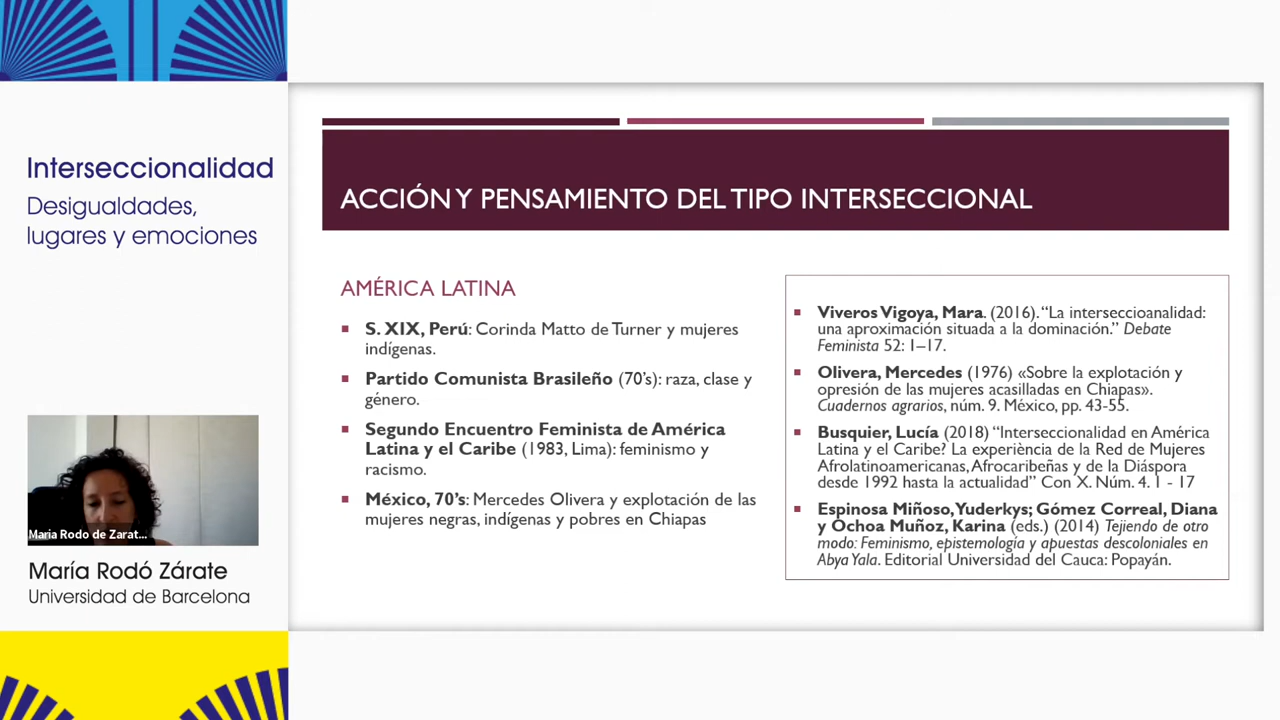 Interseccionalidad
Desigualdades,
lugares y emociones
Maria Rodo de Zarat...
María Rodó Zárate
Universidad de Barcelona
ACCIÓN Y PENSAMIENTO DEL TIPO INTERSECCIONAL
AMÉRICA LATINA
S. XIX, Perú: Corinda Matto de Turner y mujeres
indígenas.
Partido Comunista Brasileño (70's): raza, clase y
género.
Segundo Encuentro Feminista de América
Latina y el Caribe (1983, Lima): feminismo y
racismo.
México, 70's: Mercedes Olivera y explotación de las
mujeres negras, indígenas y pobres en Chiapas
Viveros Vigoya, Mara. (2016). “La interseccioanalidad:
una aproximación situada a la dominación.” Debate
Feminista 52: 1–17.
Olivera, Mercedes (1976) «Sobre la explotación y
opresión de las mujeres acasilladas en Chiapas».
Cuadernos agrarios, núm. 9. México, pp. 43-55.
Busquier, Lucía (2018) “Interseccionalidad en América
Latina y el Caribe? La experiència de la Red de Mujeres
Afrolatinoamericanas, Afrocaribeñas y de la Diáspora
desde 1992 hasta la actualidad” Con X. Núm. 4. 1 - 17
Espinosa Miñoso, Yuderkys; Gómez Correal, Diana
y Ochoa Muñoz, Karina (eds.) (2014) Tejiendo de otro
modo: Feminismo, epistemología y apuestas descoloniales en
Abya Yala. Editorial Universidad del Cauca: Popayán.